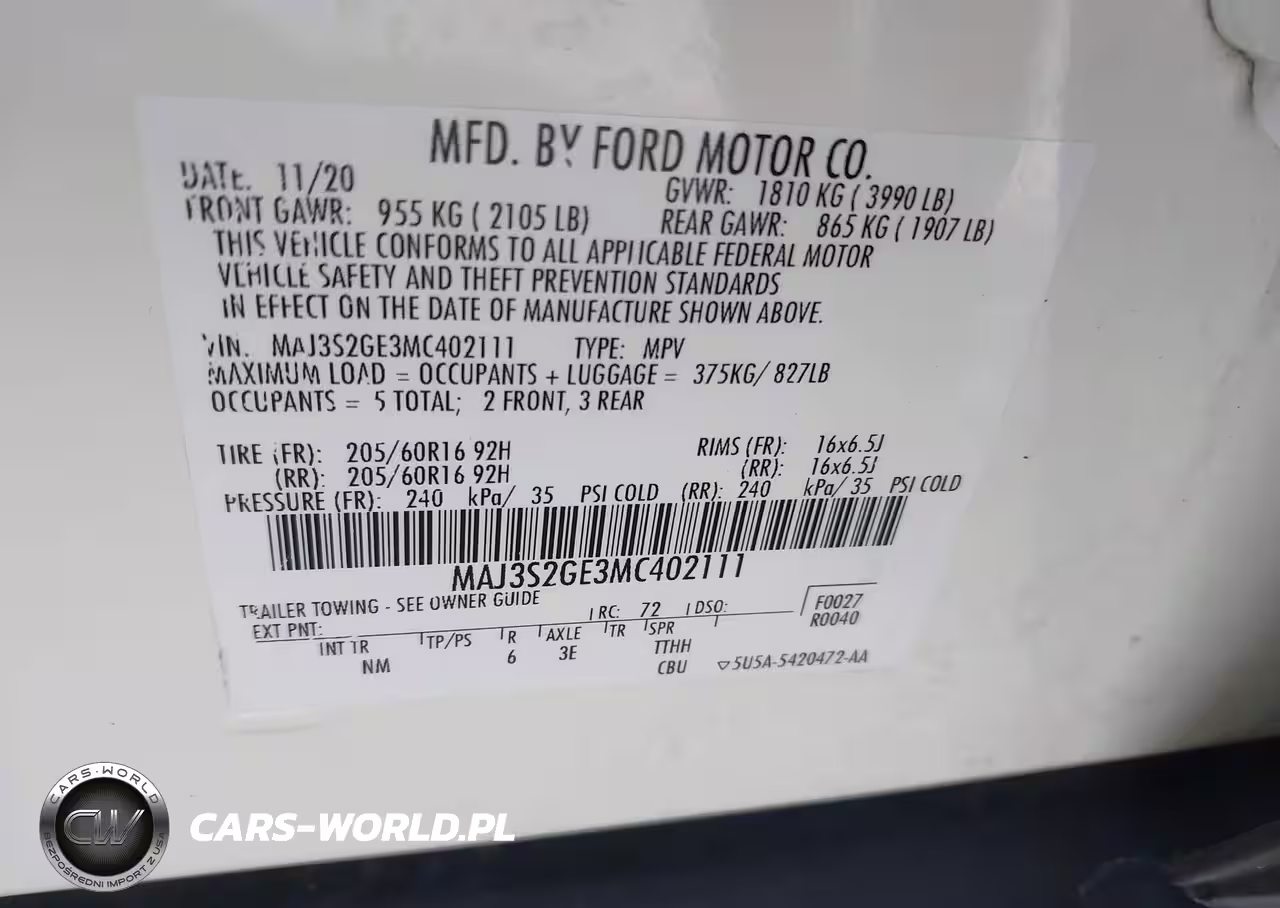 MFD. BY FORD MOTOR CO.
DATE: 11/20 GVWR: 1810 KG ( 3990 LB)
FRONT GAWR: 955 KG ( 2105 LB) REAR GAWR: 865 KG ( 1907 LB)
THIS VEHICLE CONFORMS TO ALL APPLICABLE FEDERAL MOTOR
VEHICLE SAFETY AND THEFT PREVENTION STANDARDS
IN EFFECT ON THE DATE OF MANUFACTURE SHOWN ABOVE.
VIN: MAJ3S2GE3MC402111 TYPE: MPV
MAXIMUM LOAD = OCCUPANTS + LUGGAGE = 375KG/ 827LB
OCCUPANTS = 5 TOTAL; 2 FRONT, 3 REAR
TIRE (FR): 205/60R16 92H RIMS (FR): 16x6.5J
(RR): 205/60R16 92H (RR): 16x6.5J
PRESSURE (FR): 240 kPa/ 35 PSI COLD (RR): 240 kPa/ 35 PSI COLD
MAJ3S2GE3MC402111
TRAILER TOWING - SEE OWNER GUIDE
EXT PNT: RC: 72 DSO: F0027
R0040
INT TR TP/PS R AXLE TR SPR
NM 6 3E TTHH
CBU ▽5U5A-5420472-AA
CARS-WORLD
CW
BEZPOŚREDNI IMPORT Z USA
CARS-WORLD.PL